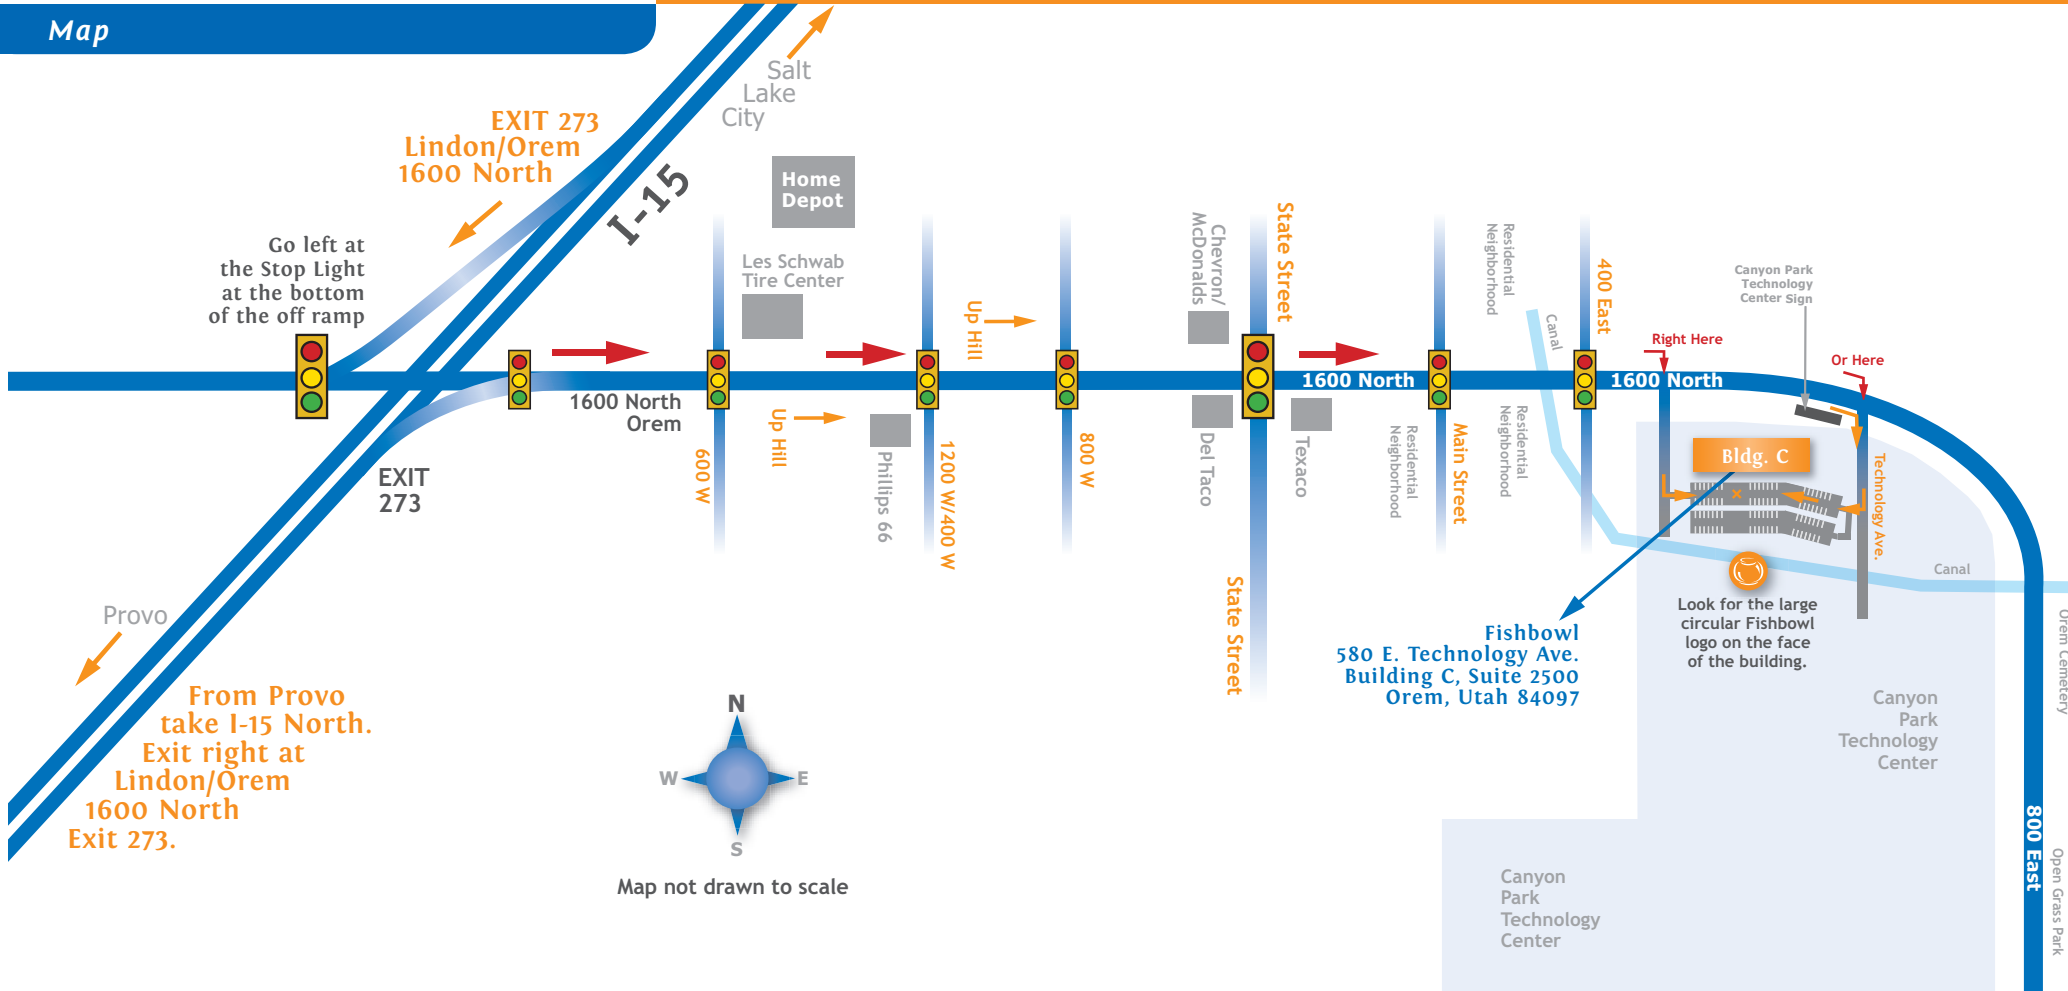 Map
Salt
Lake
City
EXIT 273
Lindon/Orem
1600 North
I-15
Go left at
the Stop Light
at the bottom
of the off ramp
Home
Depot
Les Schwab
Tire Center
Up Hill
Chevron/
McDonalds
State Street
Residential
Neighborhood
Canal
400 East
Canyon Park
Technology
Center Sign
Right Here
Or Here
1600 North
1600 North
1600 North
Orem
600 W
Up Hill
Phillips 66
1200 W/400 W
800 W
Del Taco
Texaco
Residential
Neighborhood
Main Street
Residential
Neighborhood
Bldg. C
Technology Ave.
EXIT
273
Canal
Provo
State Street
Look for the large
circular Fishbowl
logo on the face
of the building.
Fishbowl
580 E. Technology Ave.
Building C, Suite 2500
Orem, Utah 84097
Orem Cemetery
From Provo
take I-15 North.
Exit right at
Lindon/Orem
1600 North
Exit 273.
N
W
E
S
Map not drawn to scale
Canyon
Park
Technology
Center
800 East
Open Grass Park
Canyon
Park
Technology
Center